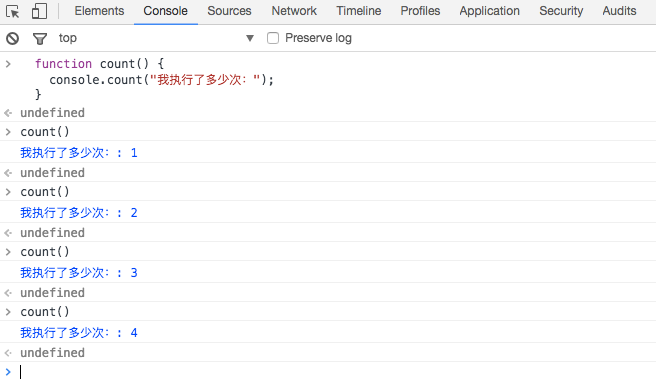 Elements Console Sources Network Timeline Profiles Application Security Audits
top ▼ Preserve log
function count() {
console.count("我执行了多少次：");
}
undefined
count()
我执行了多少次：: 1
undefined
count()
我执行了多少次：: 2
undefined
count()
我执行了多少次：: 3
undefined
count()
我执行了多少次：: 4
undefined